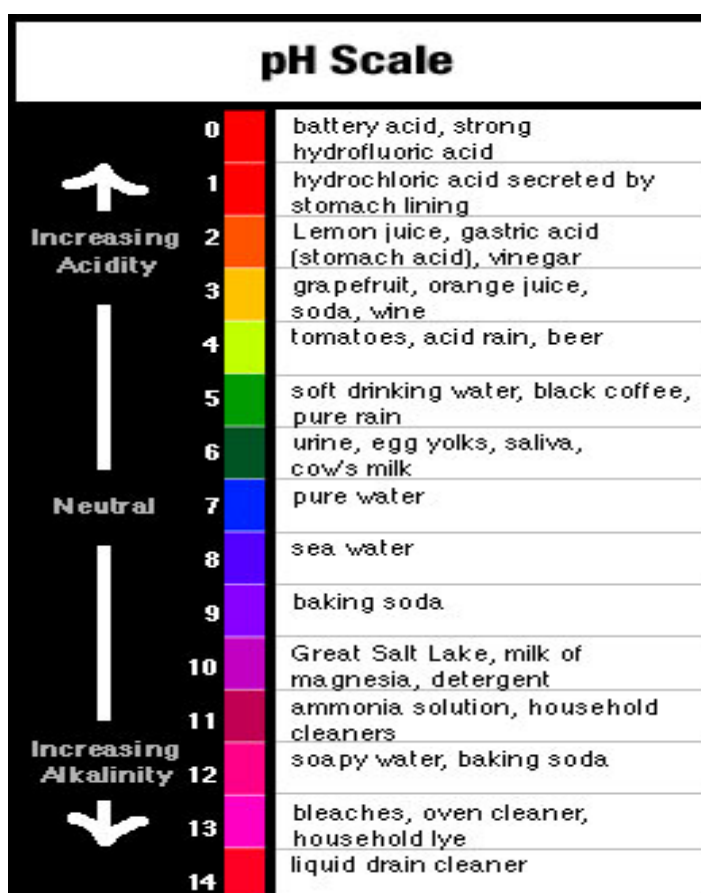 pH Scale
0 battery acid, strong
hydrofluoric acid
1 hydrochloric acid secreted by
stomach lining
Increasing
Acidity
2 Lemon juice, gastric acid
(stomach acid), vinegar
3 grapefruit, orange juice,
soda, wine
4 tomatoes, acid rain, beer
5 soft drinking water, black coffee,
pure rain
6 urine, egg yolks, saliva,
cow's milk
Neutral 7 pure water
8 sea water
9 baking soda
10 Great Salt Lake, milk of
magnesia, detergent
11 ammonia solution, household
cleaners
Increasing
Alkalinity
12 soapy water, baking soda
13 bleaches, oven cleaner,
household lye
14 liquid drain cleaner